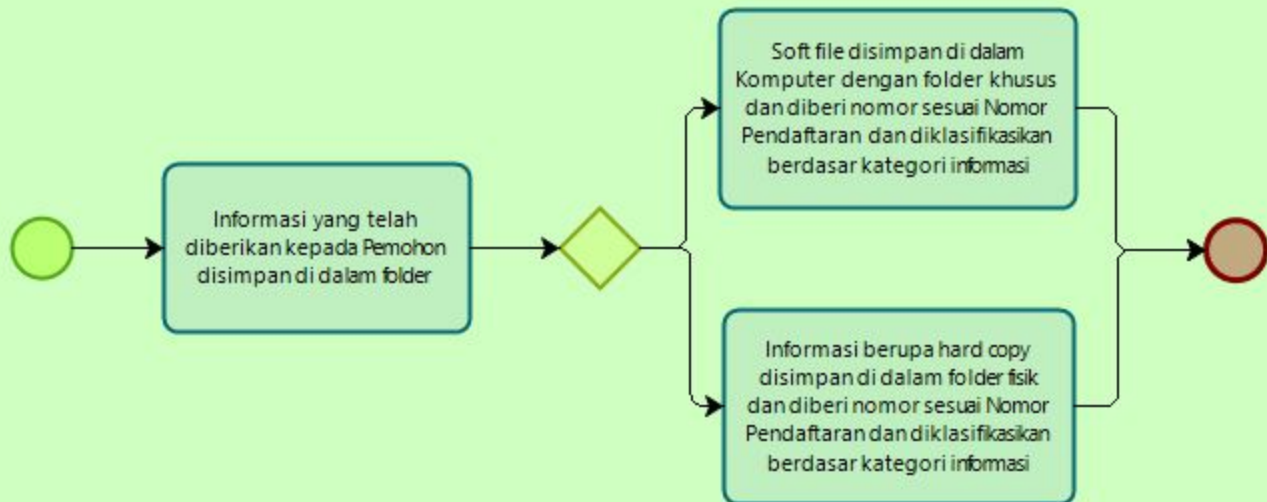 Informasi yang telah
diberikan kepada Pemohon
disimpan di dalam folder
Soft file disimpan di dalam
Komputer dengan folder khusus
dan diberi nomor sesuai Nomor
Pendaftaran dan diklasifikasikan
berdasar kategori informasi
Informasi berupa hard copy
disimpan di dalam folder fisik
dan diberi nomor sesuai Nomor
Pendaftaran dan diklasifikasikan
berdasar kategori informasi